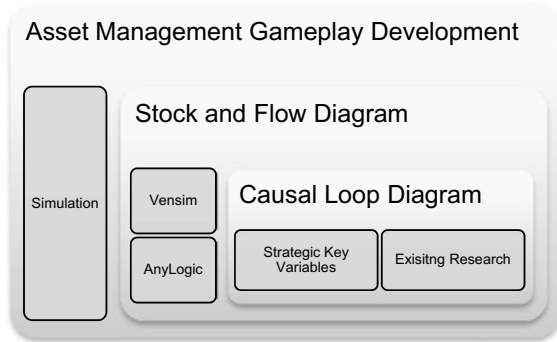 Asset Management Gameplay Development
Stock and Flow Diagram
Simulation
Vensim
AnyLogic
Causal Loop Diagram
Strategic Key
Variables
Exisitng Research